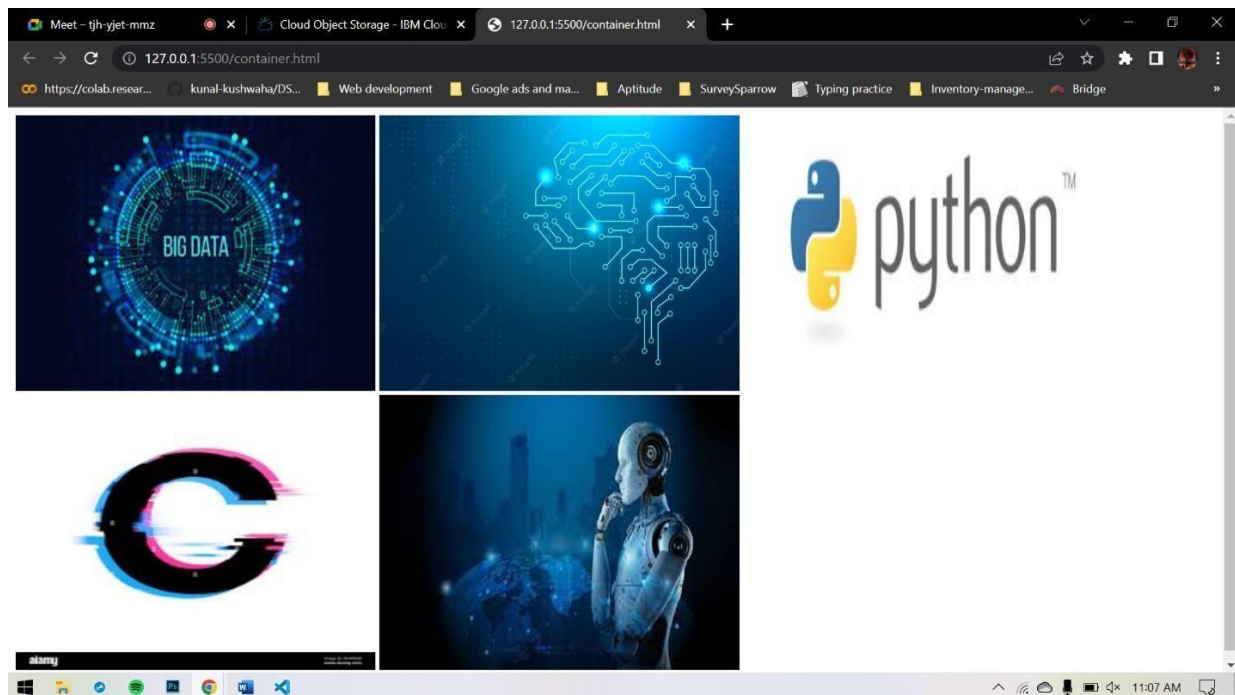 Meet – tjh-yjet-mmz
Cloud Object Storage - IBM Clou
127.0.0.1:5500/container.html
127.0.0.1:5500/container.html
https://colab.resear...
kunal-kushwaha/DS...
Web development
Google ads and ma...
Aptitude
SurveySparrow
Typing practice
Inventory-manage...
Bridge
»
BIG DATA
python
TM
alamy
11:07 AM